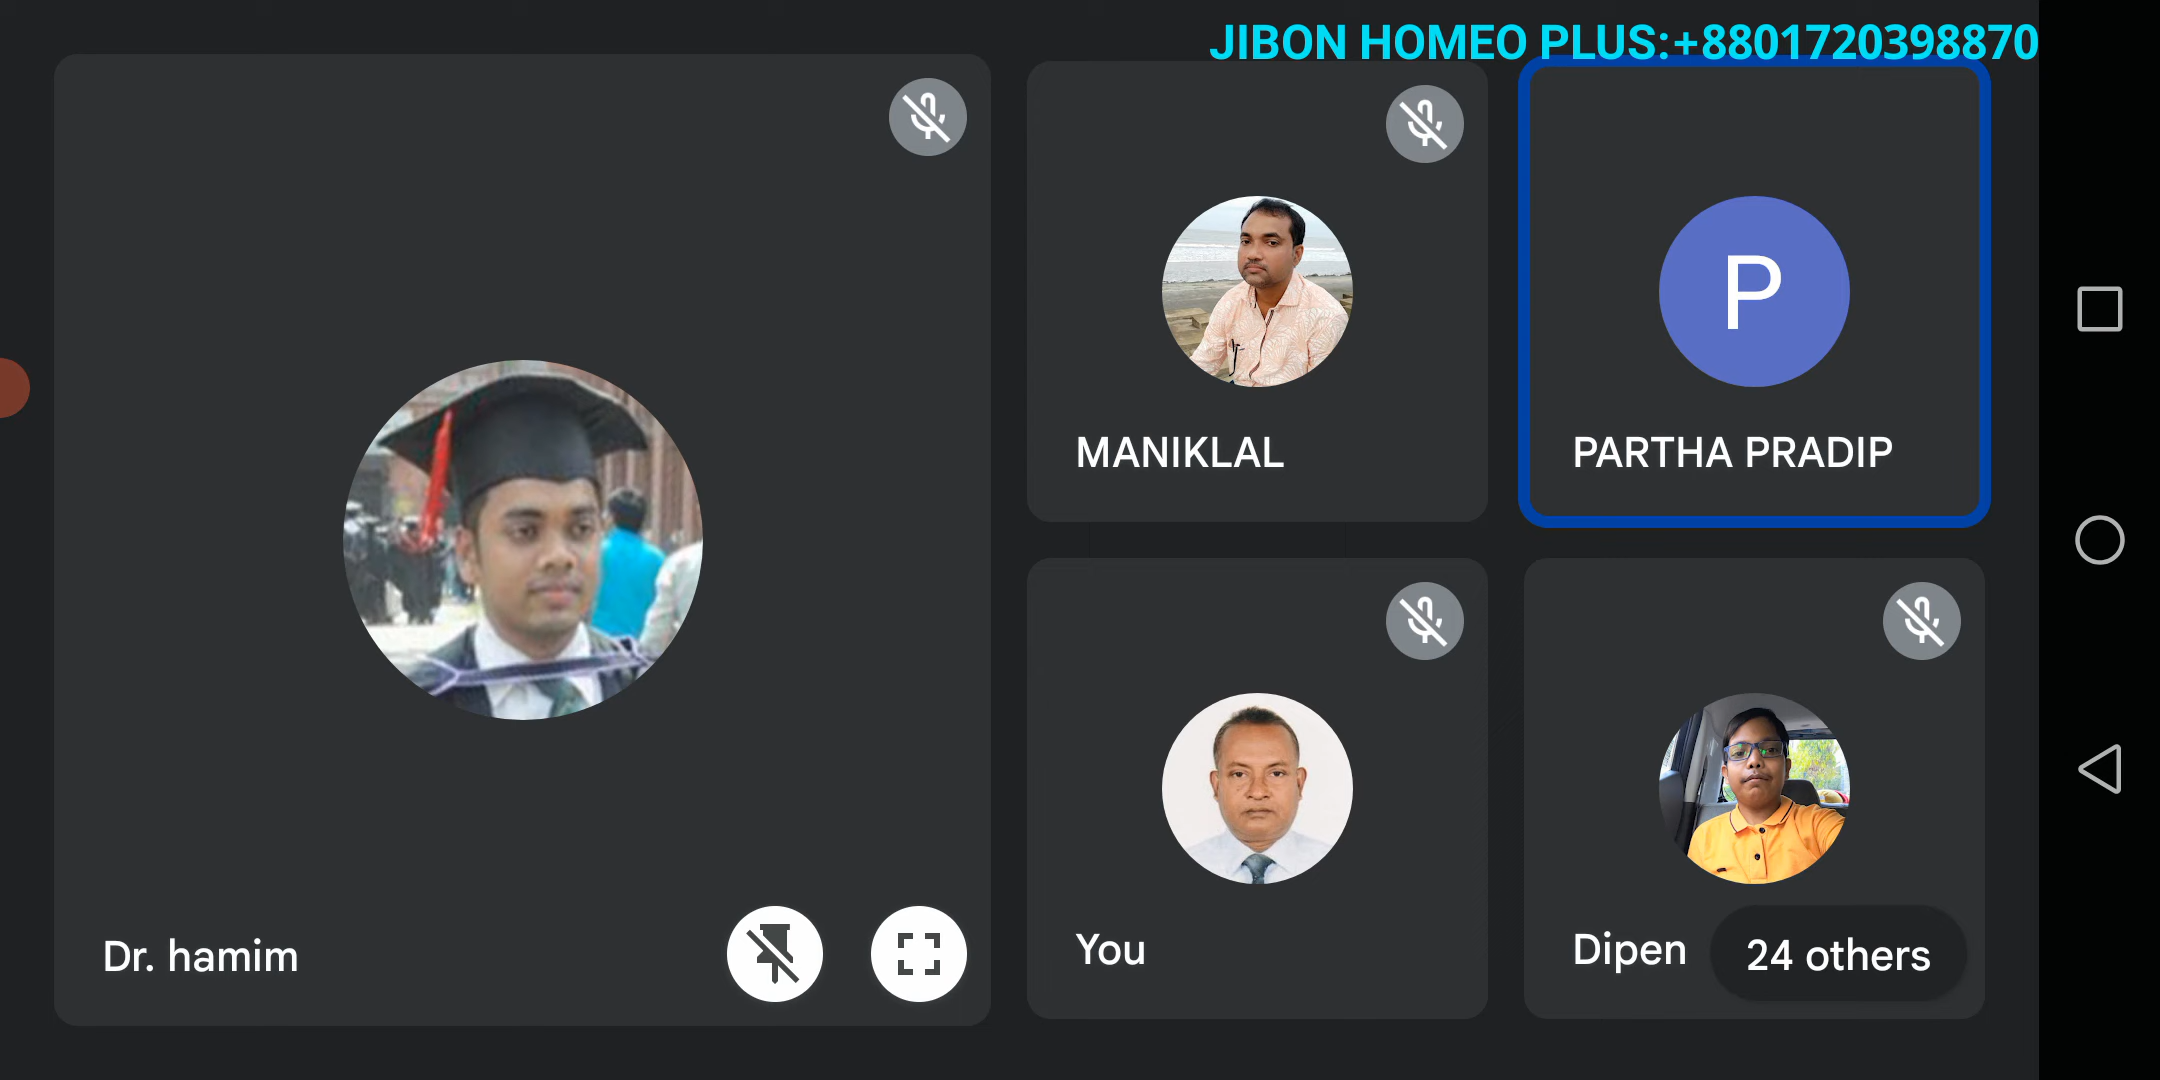 JIBON HOMEO PLUS:+8801720398870
P
MANIKLAL
PARTHA PRADIP
Dr. hamim
You
Dipen
24 others